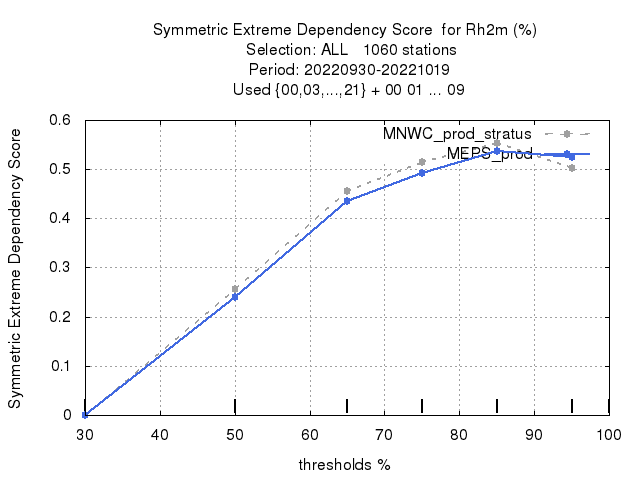 Symmetric Extreme Dependency Score for Rh2m (%)
Selection: ALL 1060 stations
Period: 20220930-20221019
Used {00,03,...,21} + 00 01 ... 09
Symmetric Extreme Dependency Score
0.6
0.5
0.4
0.3
0.2
0.1
0
MNWC_prod_stratus
MEPS_prod
30 40 50 60 70 80 90 100
thresholds %